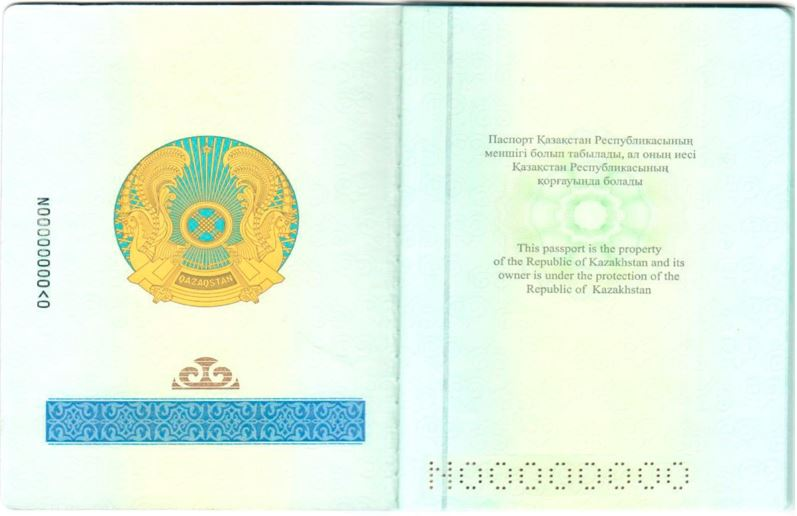 N00000000<0
QAZAQSTAN
Паспорт Қазақстан Республикасының
меншігі болып табылады, ал оның иесі
Қазақстан Республикасының
қорғауында болады
This passport is the property
of the Republic of Kazakhstan and its
owner is under the protection of the
Republic of Kazakhstan
N00000000